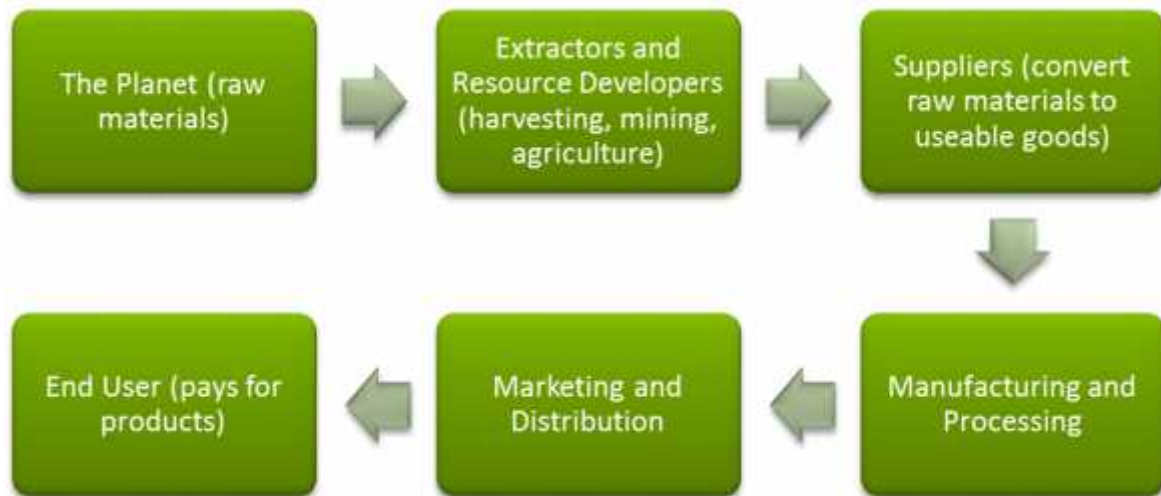 The Planet (raw
materials)
Extractors and
Resource Developers
(harvesting, mining,
agriculture)
Suppliers (convert
raw materials to
useable goods)
Manufacturing and
Processing
Marketing and
Distribution
End User (pays for
products)